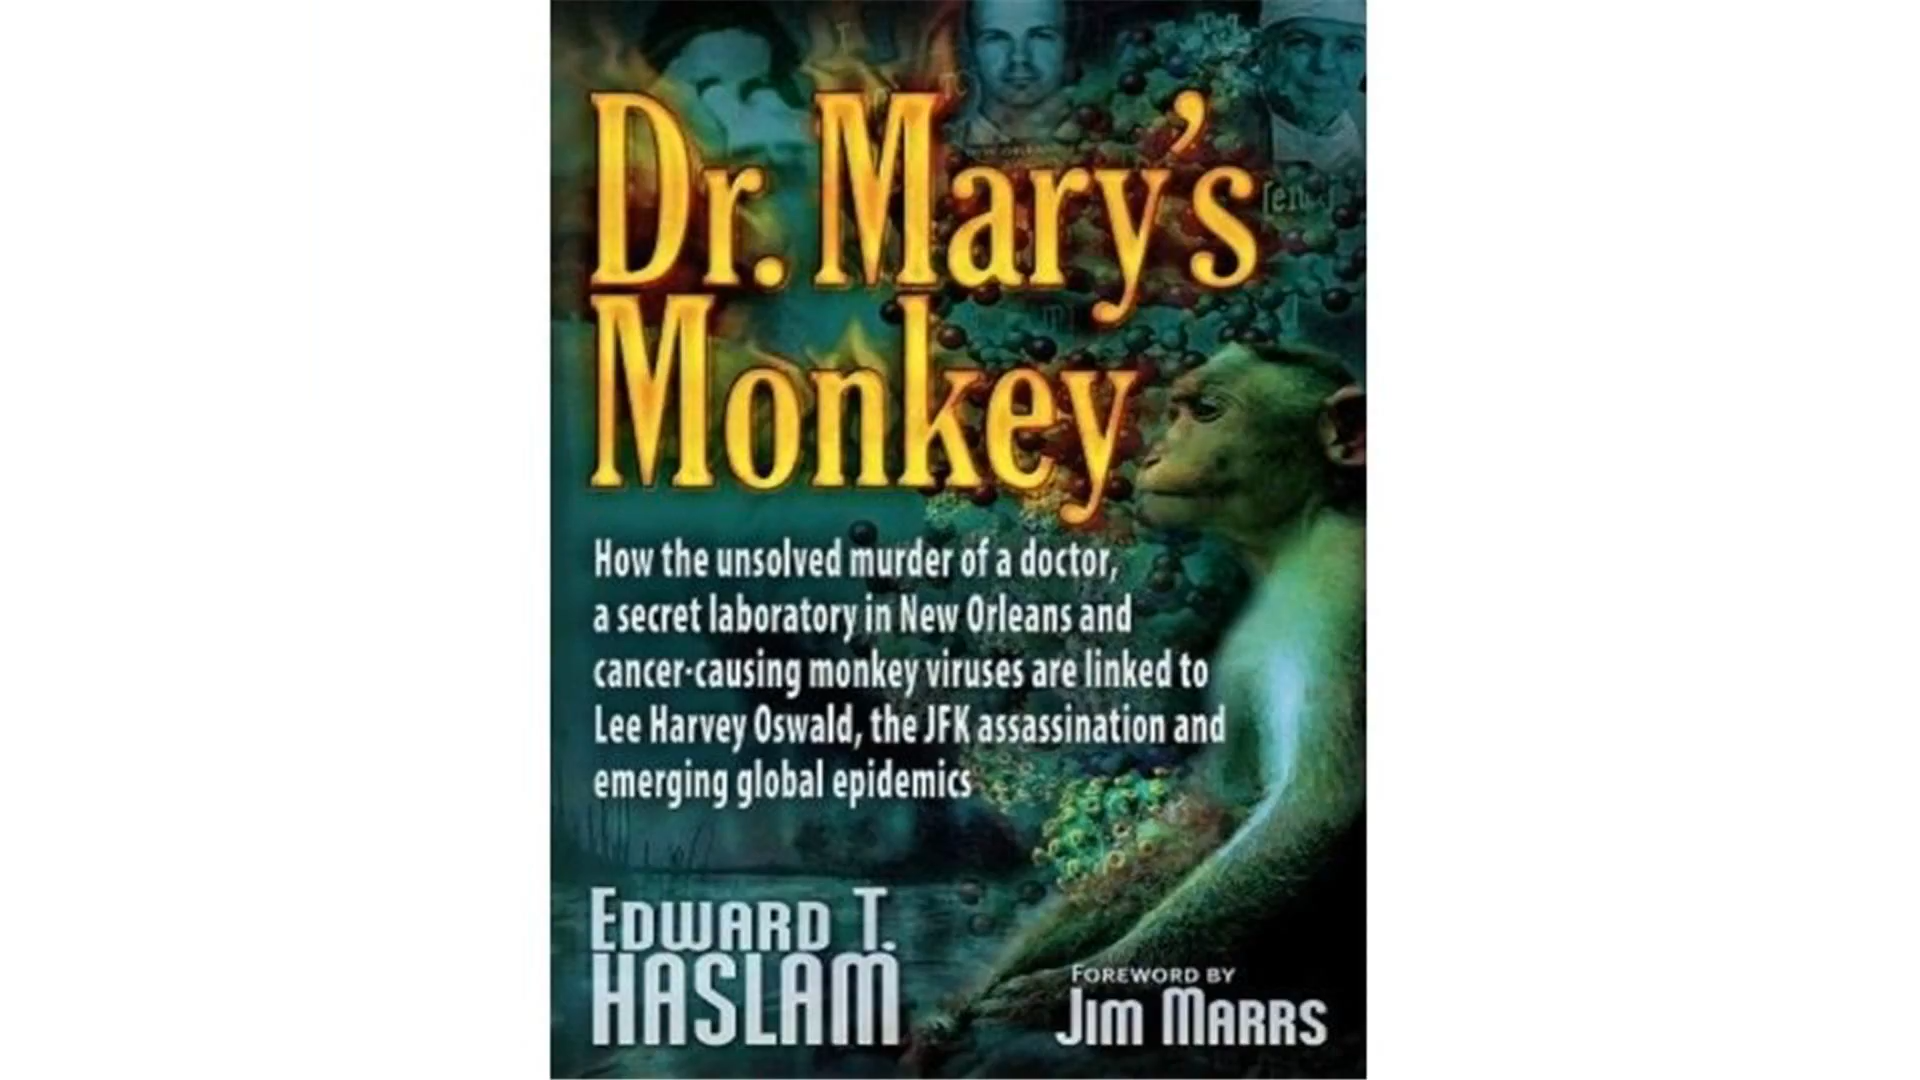 Dr. Mary's
Monkey
How the unsolved murder of a doctor,
a secret laboratory in New Orleans and
cancer-causing monkey viruses are linked to
Lee Harvey Oswald, the JFK assassination and
emerging global epidemics
EDWARD T.
HASLAM
FOREWORD BY
JIM MARRS